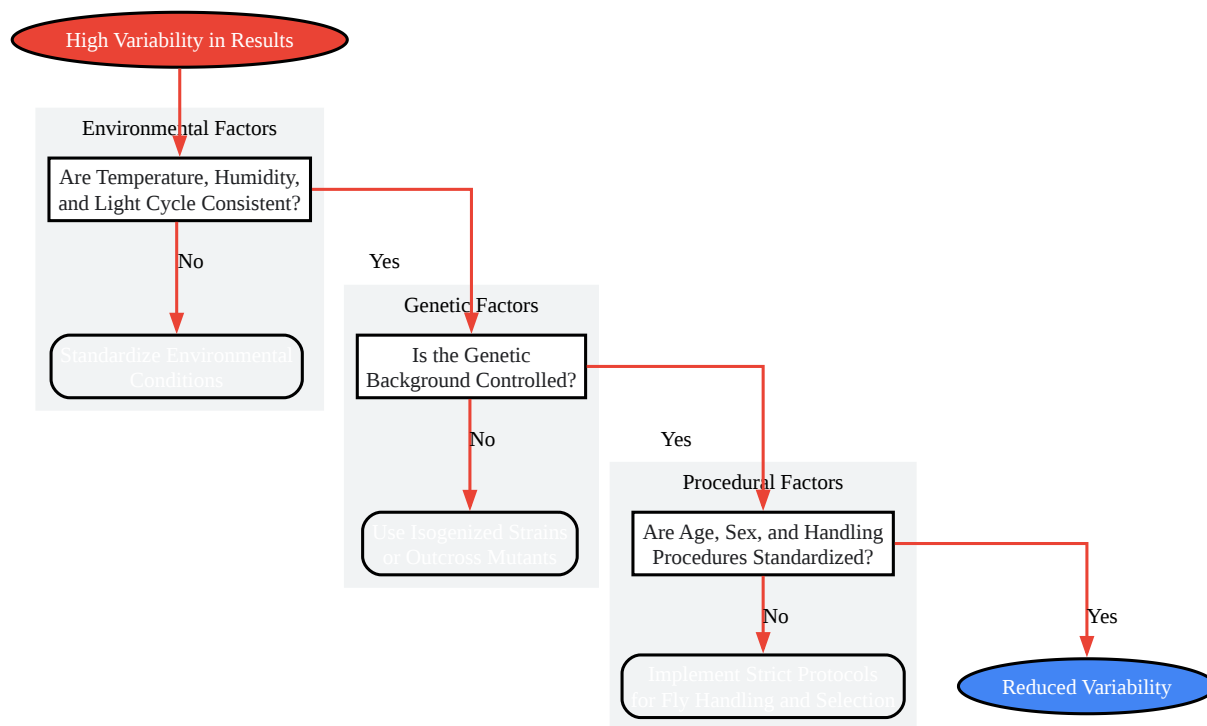 High Variability in Results
Environmental Factors
Are Temperature, Humidity,
and Light Cycle Consistent?
No
Yes
Standardize Environmental
Conditions
Genetic Factors
Is the Genetic
Background Controlled?
No
Yes
Use Isogenized Strains
or Outcross Mutants
Procedural Factors
Are Age, Sex, and Handling
Procedures Standardized?
No
Yes
Implement Strict Protocols
for Fly Handling and Selection
Reduced Variability